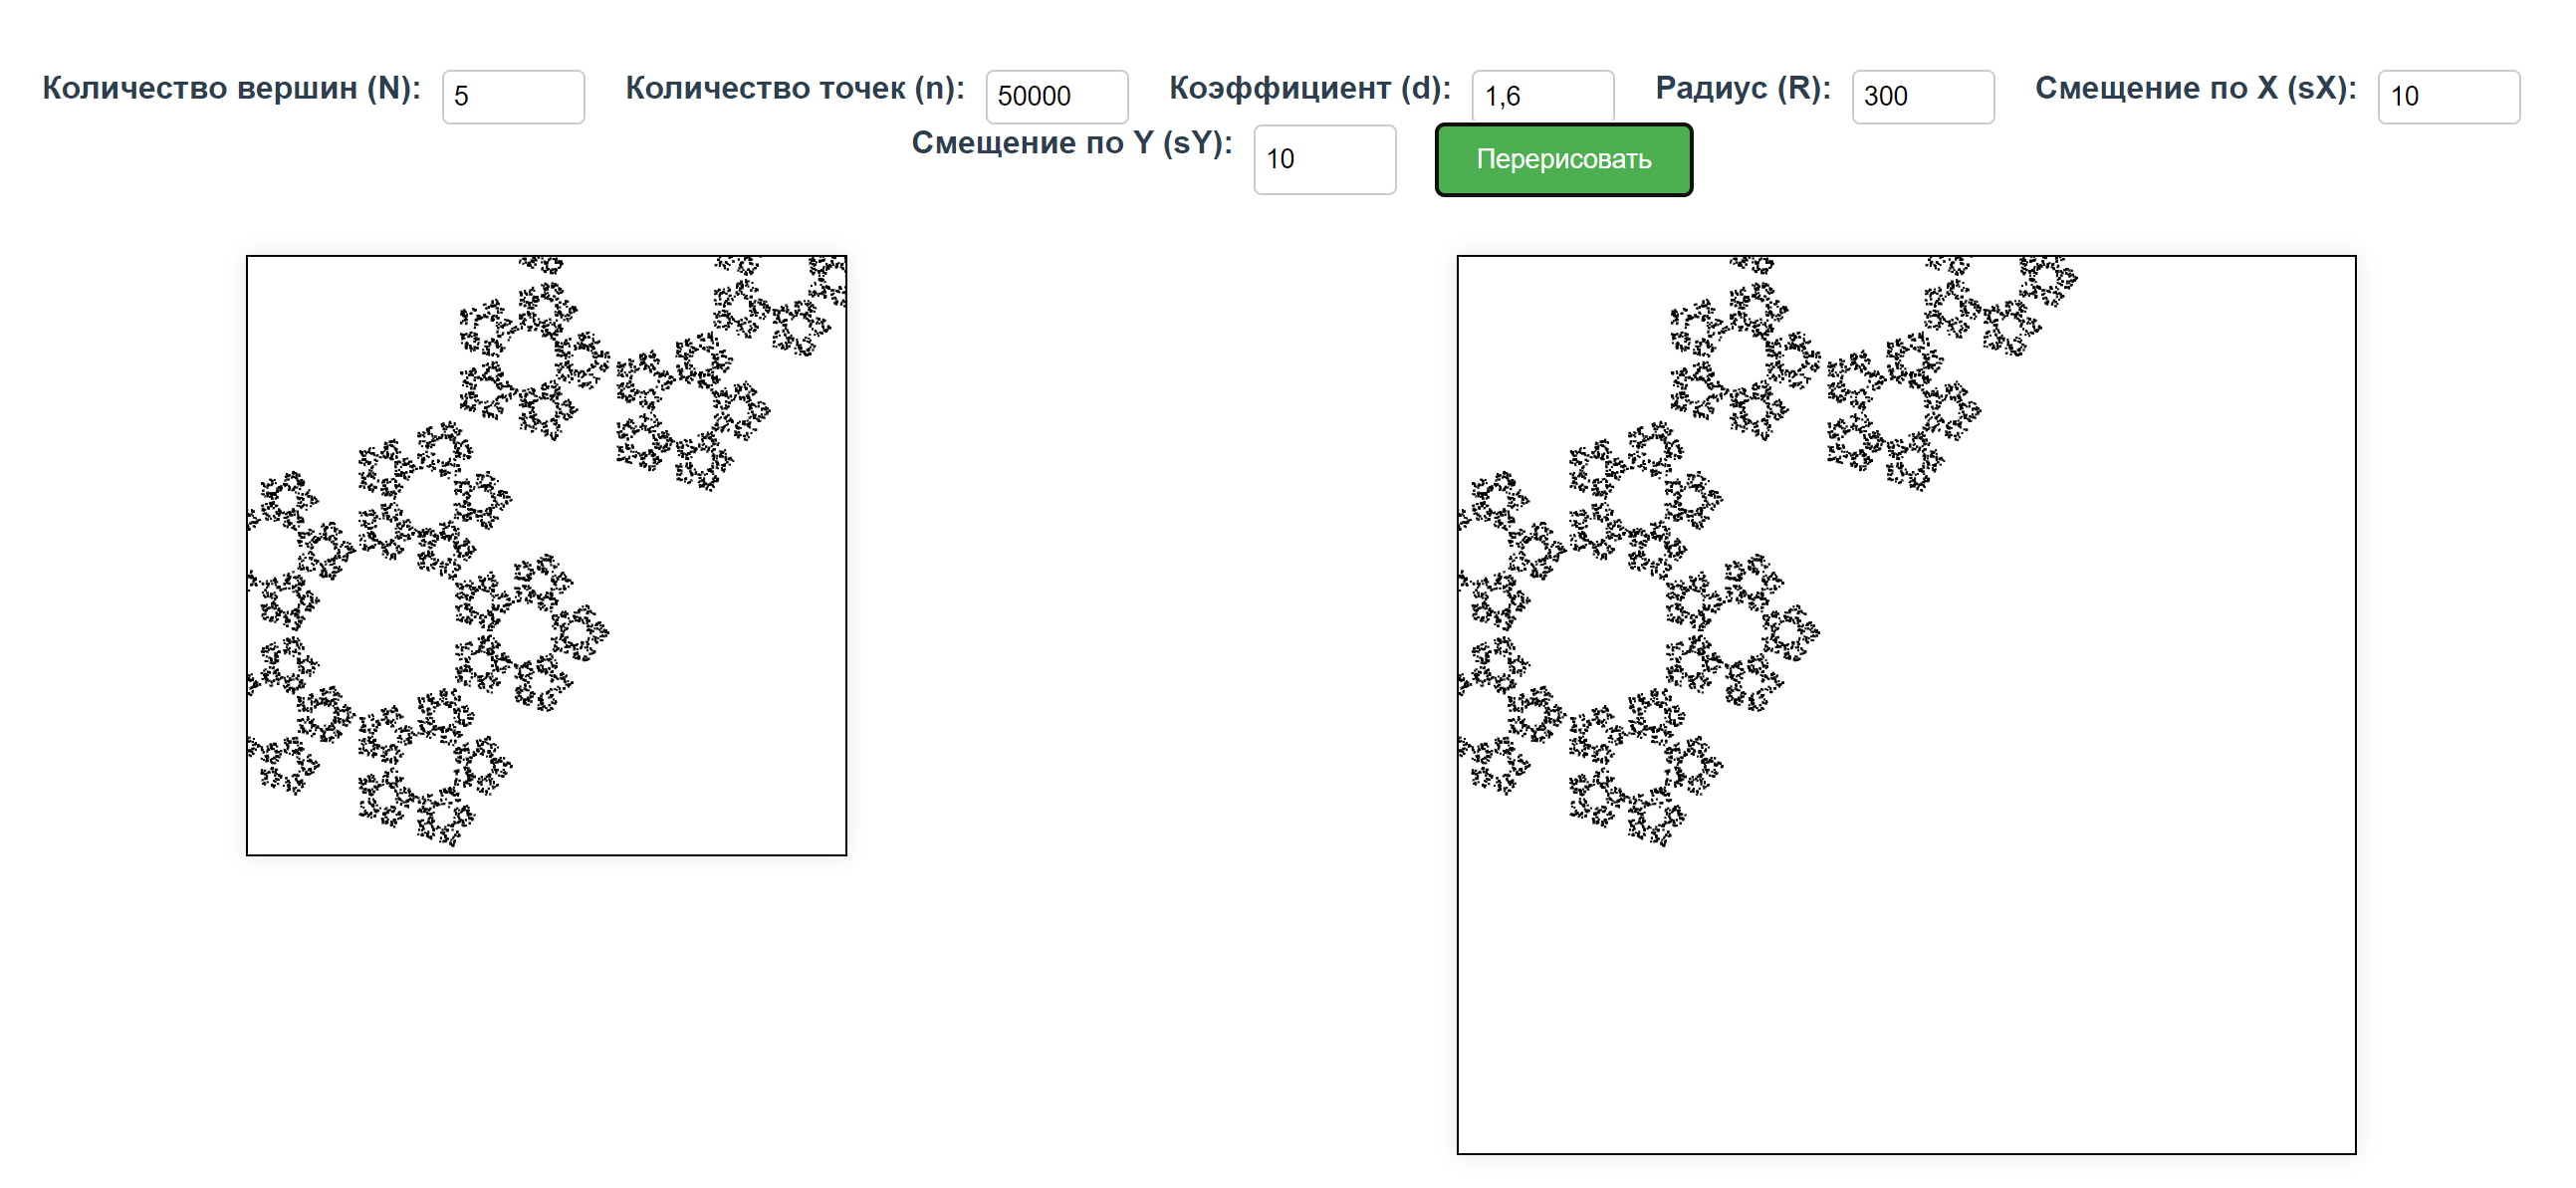 Количество вершин (N): 5 Количество точек (n): 50000 Коэффициент (d): 1,6 Радиус (R): 300 Смещение по X (sX): 10
Смещение по Y (sY): 10 Перерисовать